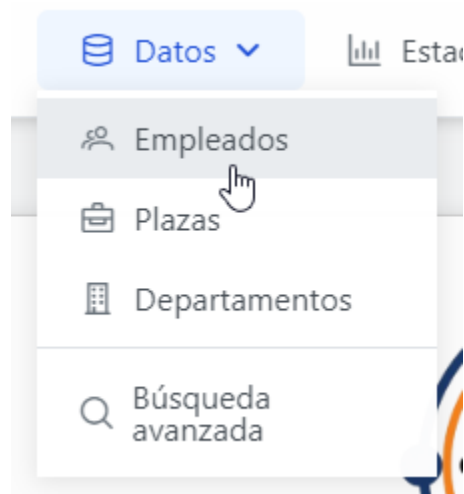 Datos
Empleados
Plazas
Departamentos
Búsqueda
avanzada